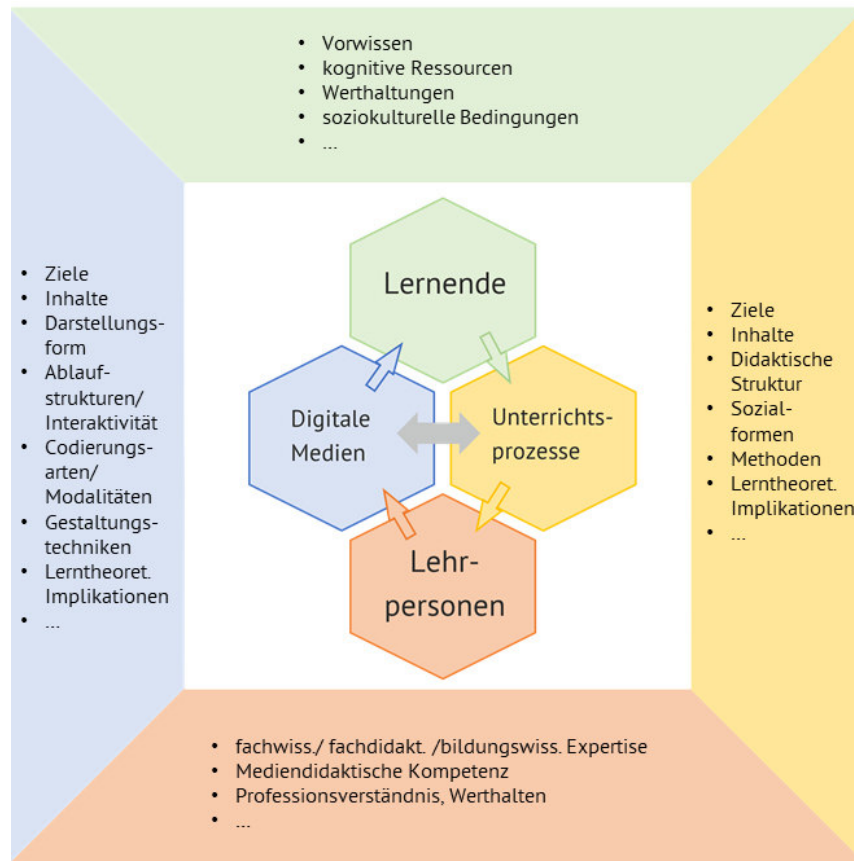 • Vorwissen
• kognitive Ressourcen
• Werthaltungen
• soziokulturelle Bedingungen
• ...
• Ziele
• Inhalte
• Darstellungs-
form
• Ablauf-
strukturen/
Interaktivität
• Codierungs-
arten/
Modalitäten
• Gestaltungs-
techniken
• Lerntheoret.
Implikationen
• ...
Lernende
Digitale
Medien
Unterrichts-
prozesse
Lehr-
personen
• Ziele
• Inhalte
• Didaktische
Struktur
• Sozial-
formen
• Methoden
• Lerntheoret.
Implikationen
• ...
• fachwiss./ fachdidakt. /bildungswiss. Expertise
• Mediendidaktische Kompetenz
• Professionsverständnis, Werthalten
• ...